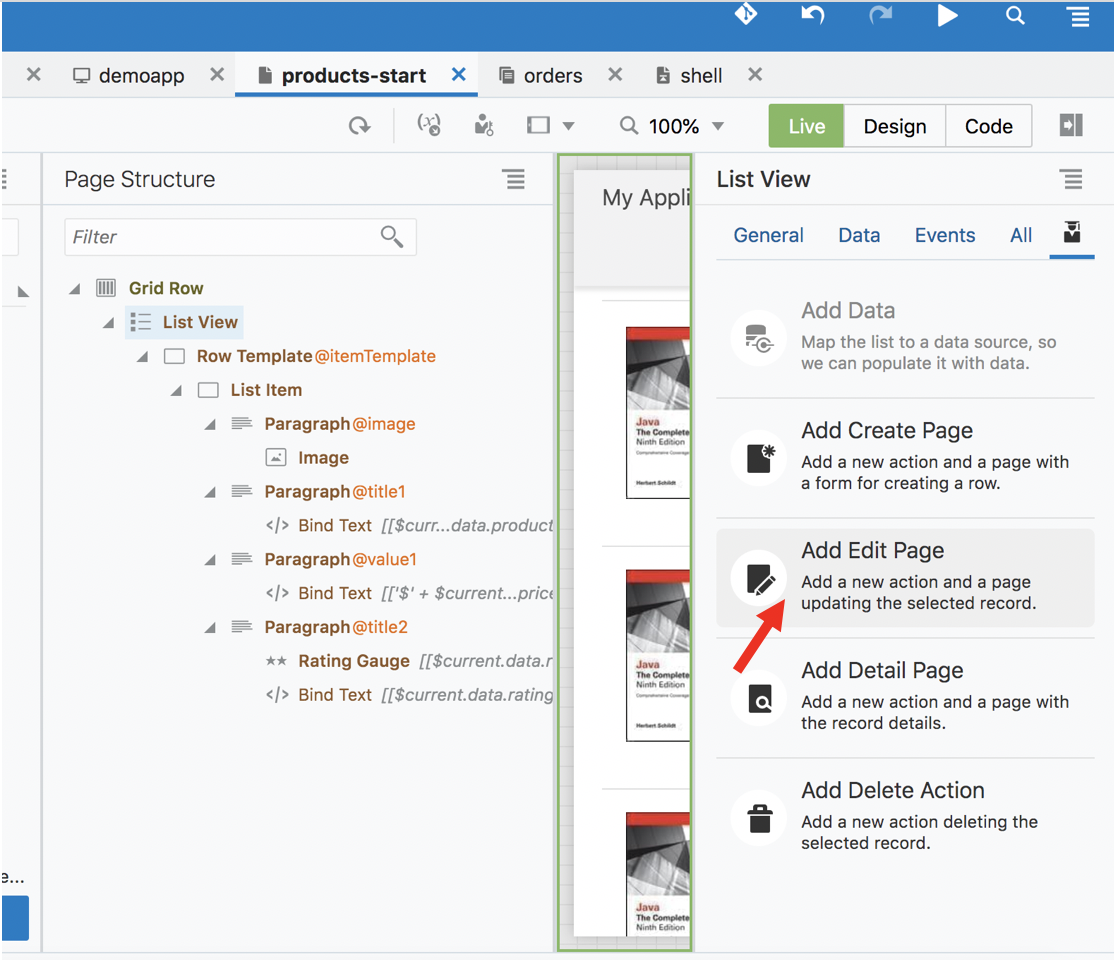 demoapp
products-start
orders
shell
100%
Live
Design
Code
Page Structure
Filter
Grid Row
List View
Row Template@itemTemplate
List Item
Paragraph@image
Image
Paragraph@title1
Bind Text [[$curr...data.product
Paragraph@value1
Bind Text [['$' + $current...price
Paragraph@title2
Rating Gauge [[$current.data.r
Bind Text [[$current.data.rating
e...
My Appli
Java
The Complete
Ninth Edition
Comprehensive Coverage
Herbert Schildt
Java
The Complete
Ninth Edition
Comprehensive Coverage
Herbert Schildt
Java
The Complete
Ninth Edition
List View
General
Data
Events
All
Add Data
Map the list to a data source, so
we can populate it with data.
Add Create Page
Add a new action and a page with
a form for creating a row.
Add Edit Page
Add a new action and a page
updating the selected record.
Add Detail Page
Add a new action and a page with
the record details.
Add Delete Action
Add a new action deleting the
selected record.